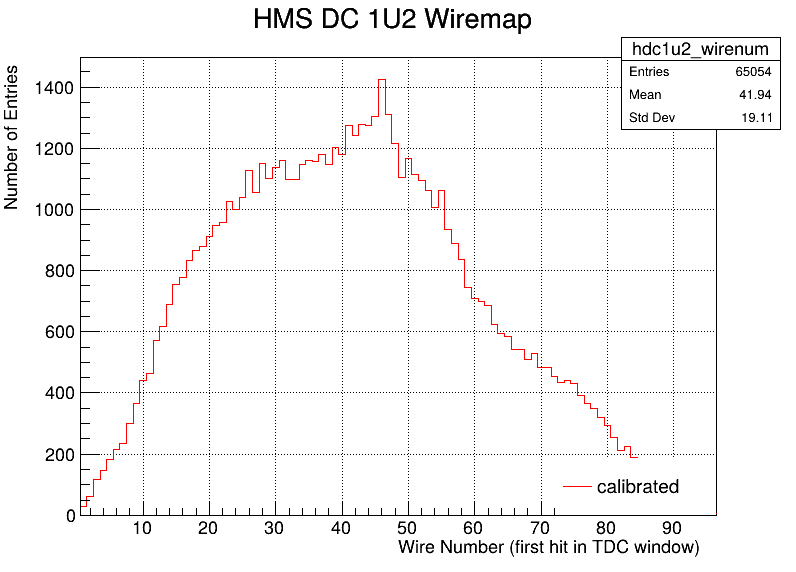 HMS DC 1U2 Wiremap
hdc1u2_wirenum
Entries 65054
Mean 41.94
Std Dev 19.11
Number of Entries
1400
1200
1000
800
600
400
200
0
calibrated
10 20 30 40 50 60 70 80 90
Wire Number (first hit in TDC window)